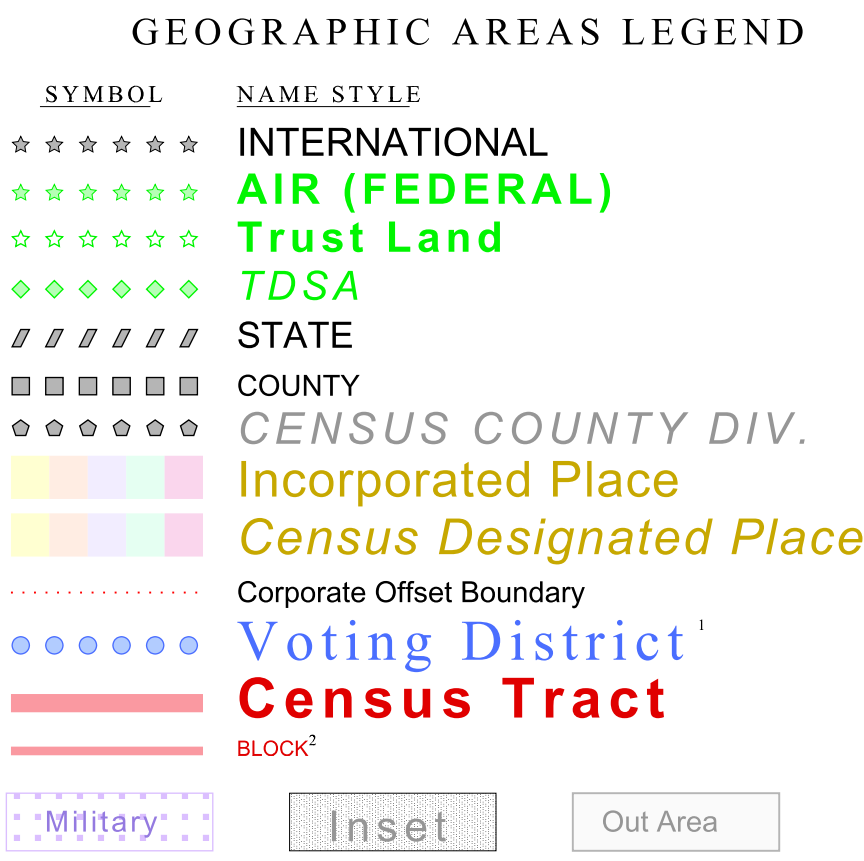 GEOGRAPHIC AREAS LEGEND
SYMBOL NAME STYLE
INTERNATIONAL
AIR (FEDERAL)
Trust Land
TDSA
STATE
COUNTY
CENSUS COUNTY DIV.
Incorporated Place
Census Designated Place
Corporate Offset Boundary
Voting District 1
Census Tract
BLOCK2
Military Inset Out Area